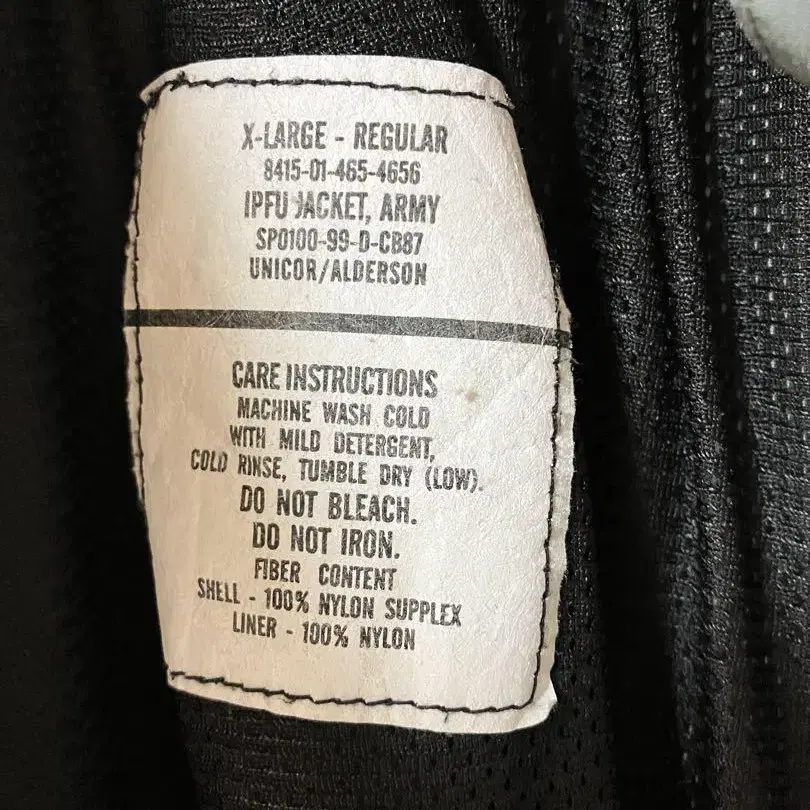 X-LARGE - REGULAR
8415-01-465-4656
IPFU JACKET, ARMY
SPO100-99-D-CB87
UNICOR/ALDERSON
CARE INSTRUCTIONS
MACHINE WASH COLD
WITH MILD DETERGENT,
COLD RINSE, TUMBLE DRY (LOW).
DO NOT BLEACH.
DO NOT IRON.
FIBER CONTENT
SHELL - 100% NYLON SUPPLEX
LINER - 100% NYLON